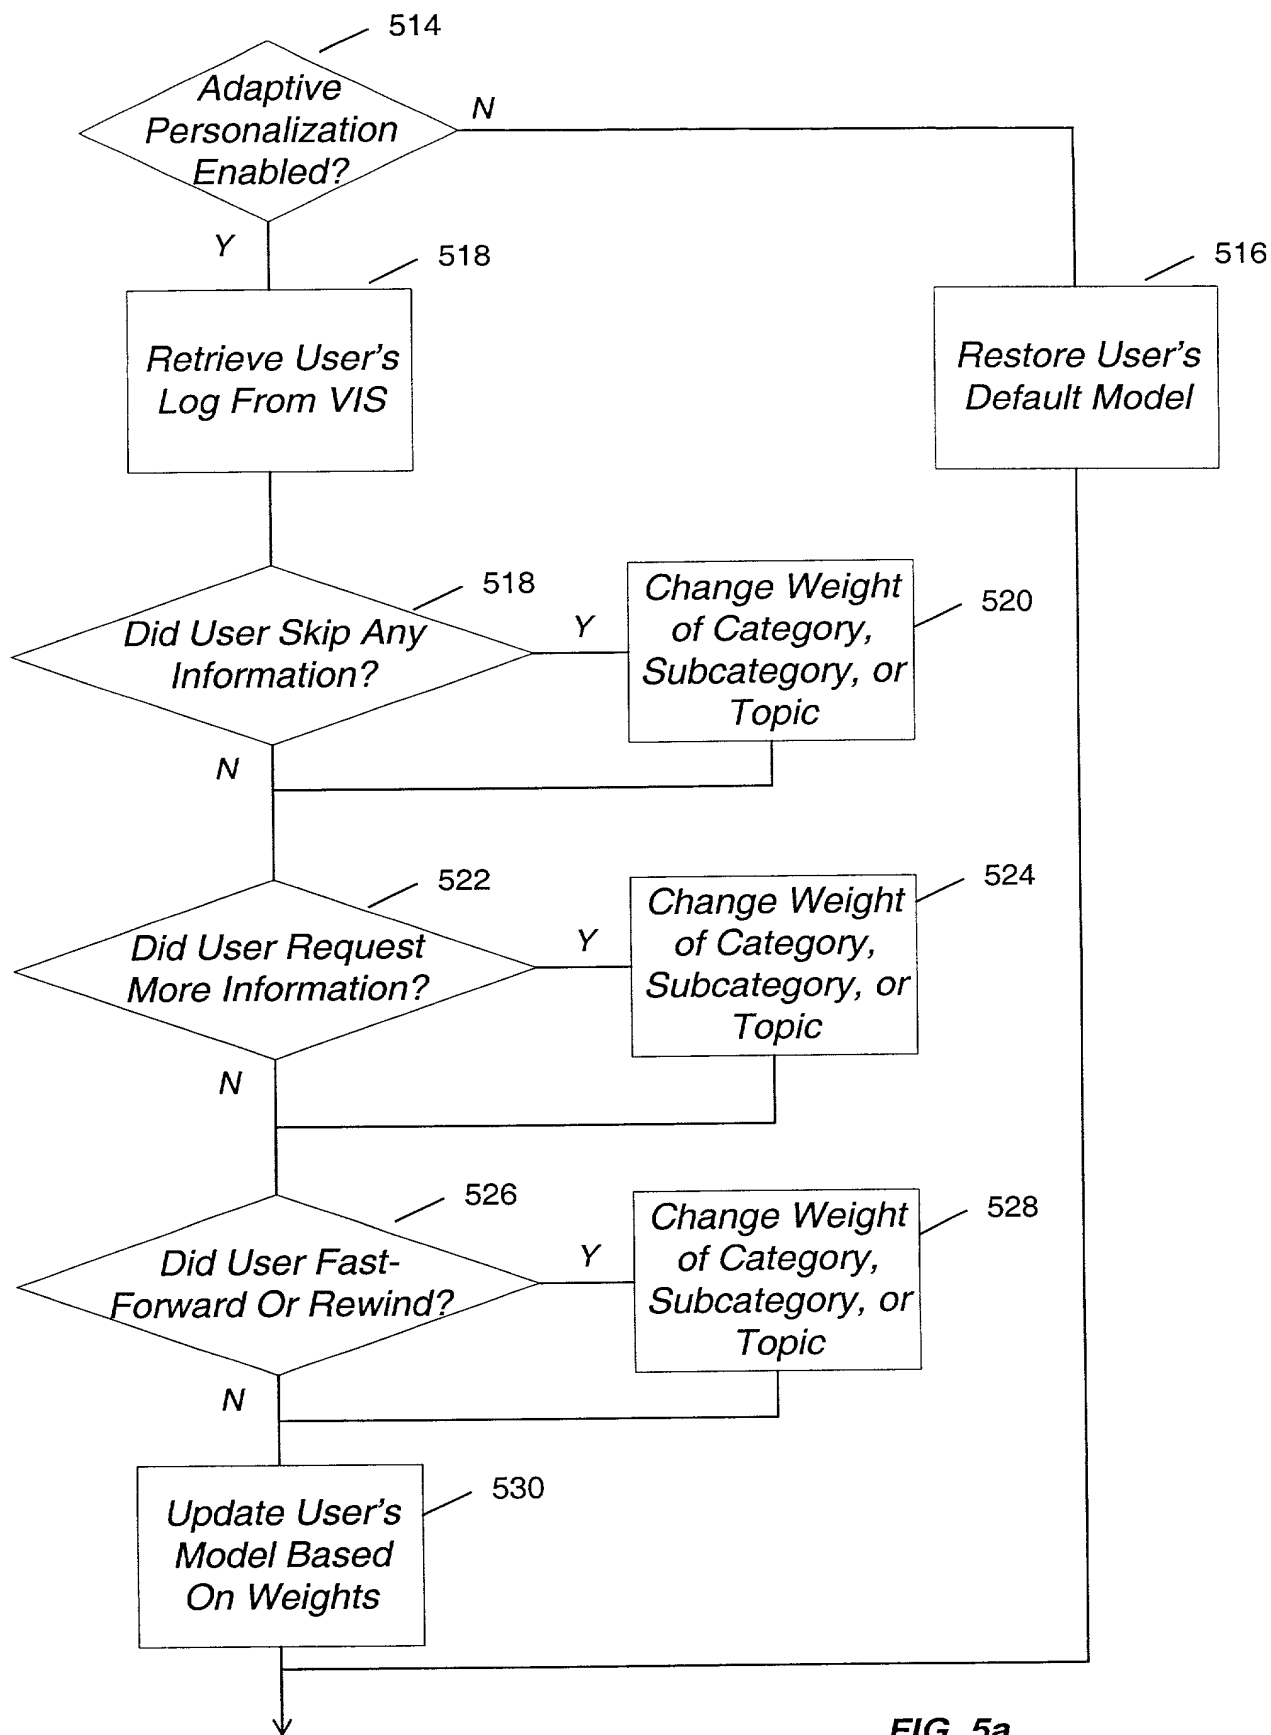 514
Adaptive
Personalization
Enabled?
N
Y
518
516
Retrieve User's
Log From VIS
Restore User's
Default Model
518
Did User Skip Any
Information?
Y
N
520
Change Weight
of Category,
Subcategory, or
Topic
522
Did User Request
More Information?
Y
N
524
Change Weight
of Category,
Subcategory, or
Topic
526
Did User Fast-
Forward Or Rewind?
Y
N
528
Change Weight
of Category,
Subcategory, or
Topic
530
Update User's
Model Based
On Weights
FIG. 5a